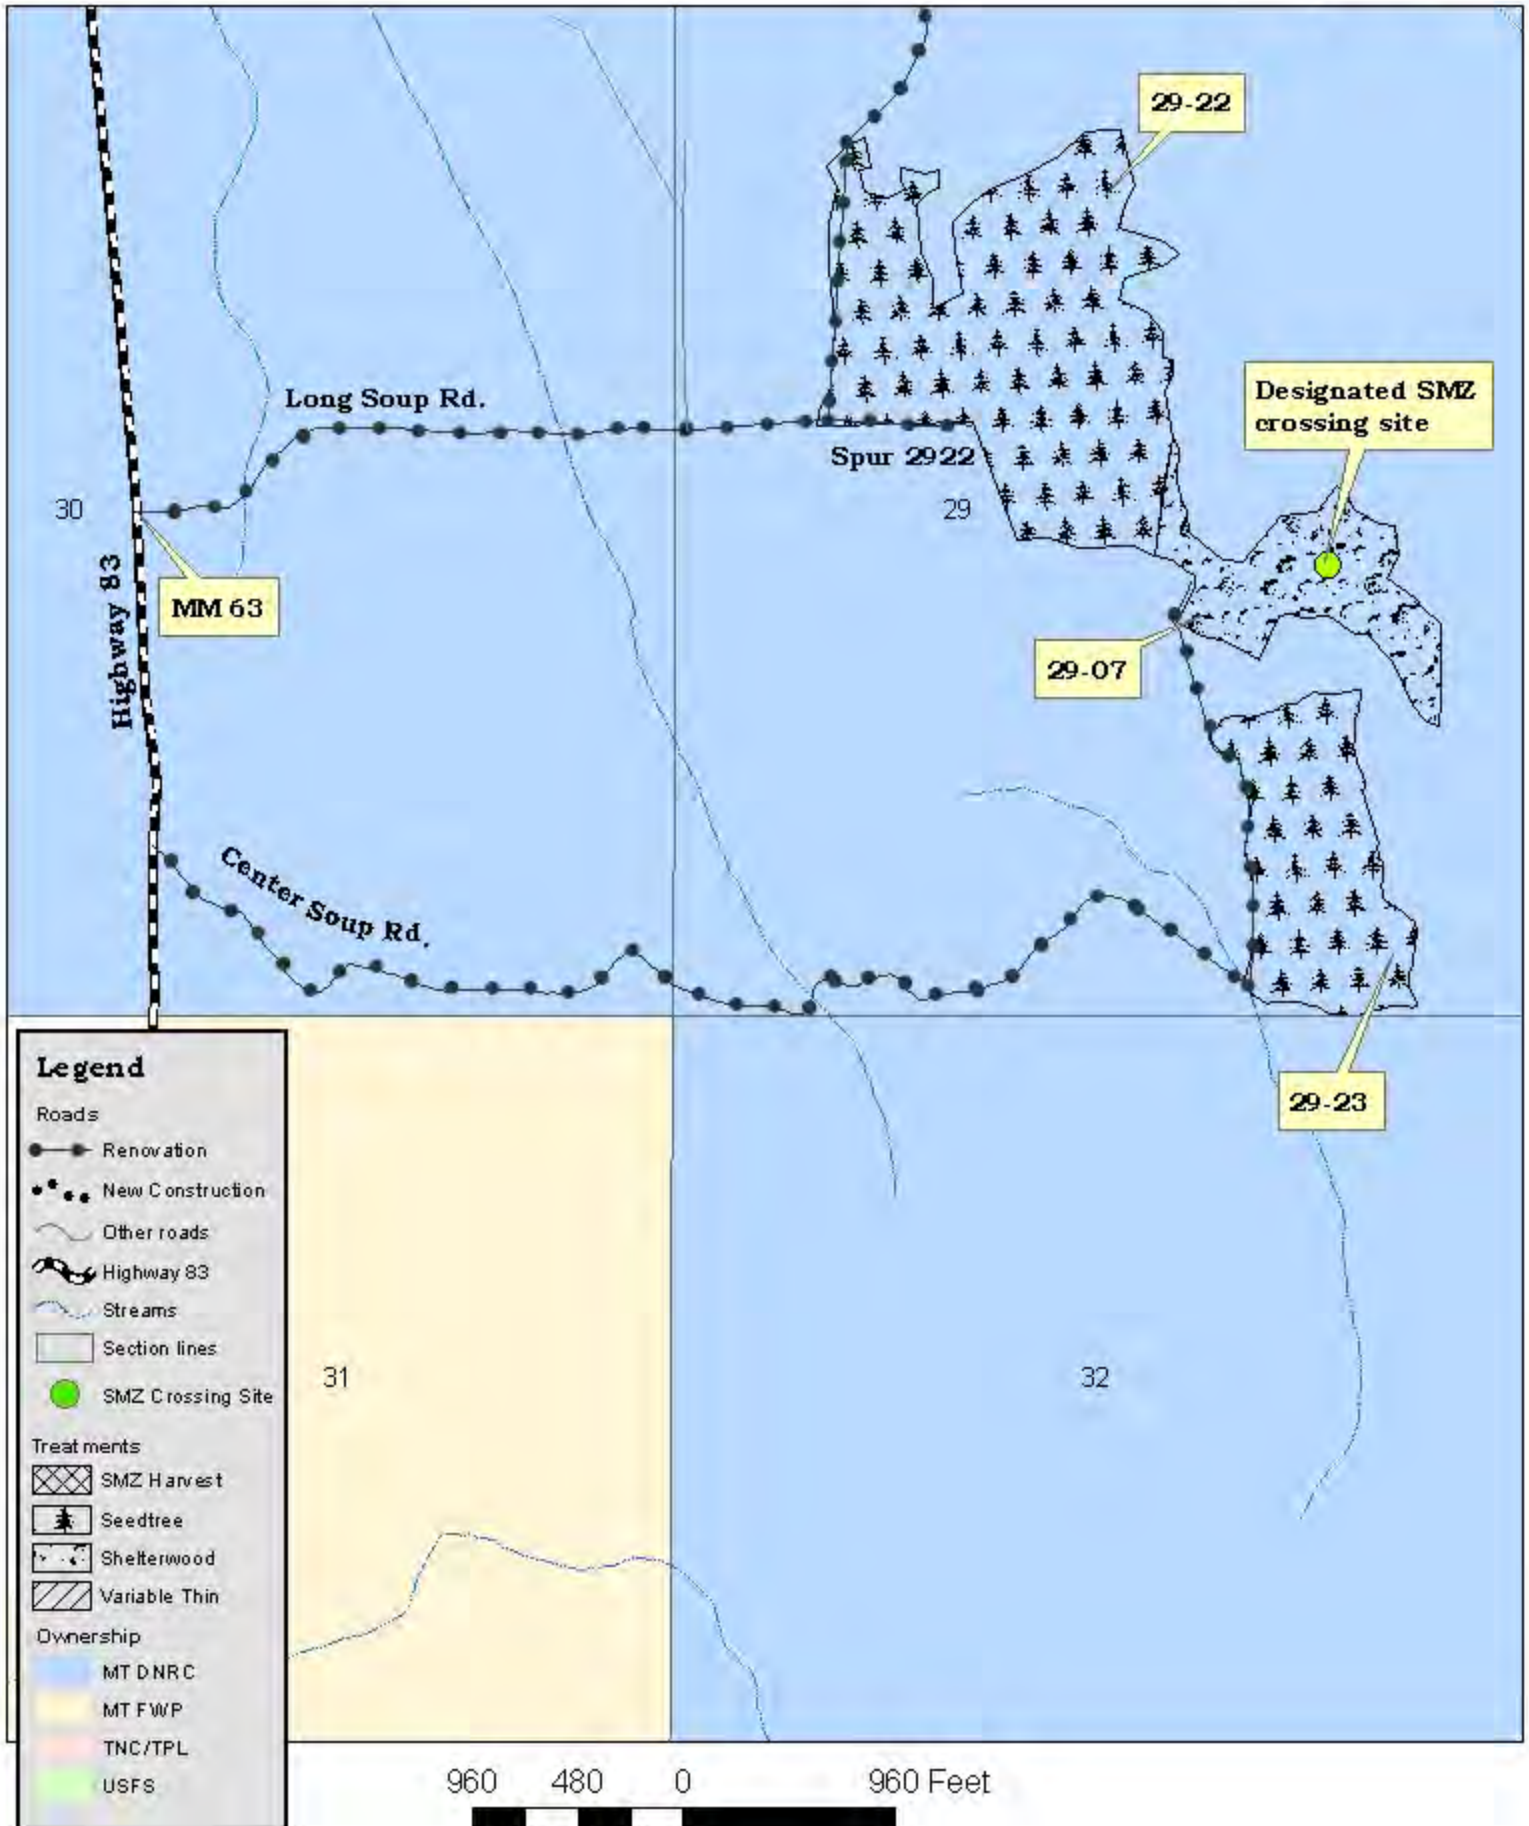 29-22
Long Soup Rd.
Designated SMZ
crossing site
Spur 2922
30
29
MM 63
Highway 83
29-07
Center Soup Rd.
29-23
Legend
Roads
Renovation
New Construction
Other roads
Highway 83
Streams
Section lines
SMZ Crossing Site
Treatments
SMZ Harvest
Seedtree
Shelterwood
Variable Thin
Ownership
MT DNRC
MT FWP
TNC/TPL
USFS
31
32
960 480 0 960 Feet